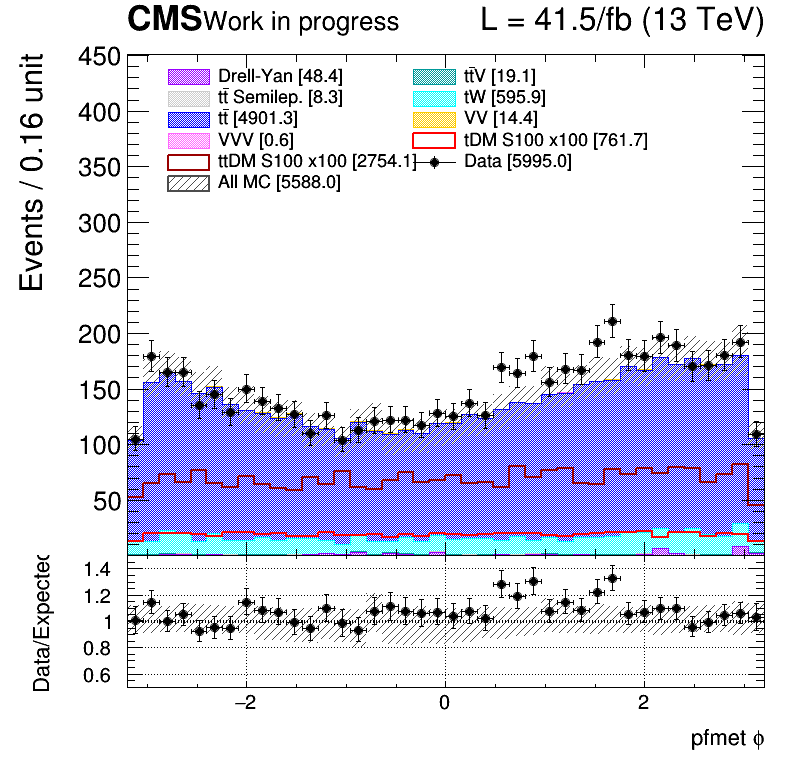 CMS Work in progress L = 41.5/fb (13 TeV)
Events / 0.16 unit
450
400
350
300
250
200
150
100
50
Drell-Yan [48.4]
tt̄ Semilep. [8.3]
tt̄ [4901.3]
VVV [0.6]
ttDM S100 x100 [2754.1]
All MC [5588.0]
tt̄V [19.1]
tW [595.9]
VV [14.4]
tDM S100 x100 [761.7]
Data [5995.0]
Data/Expected
1.4
1.2
1
0.8
0.6
−2 0 2
pfmet ϕ